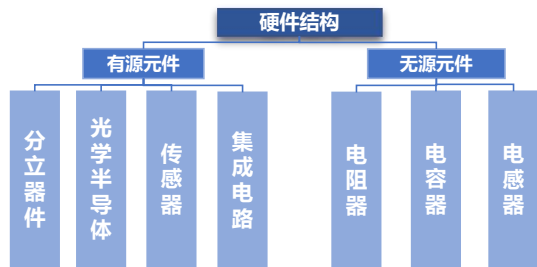 硬件结构
有源元件
无源元件
分立器件
光学半导体
传感器
集成电路
电阻器
电容器
电感器